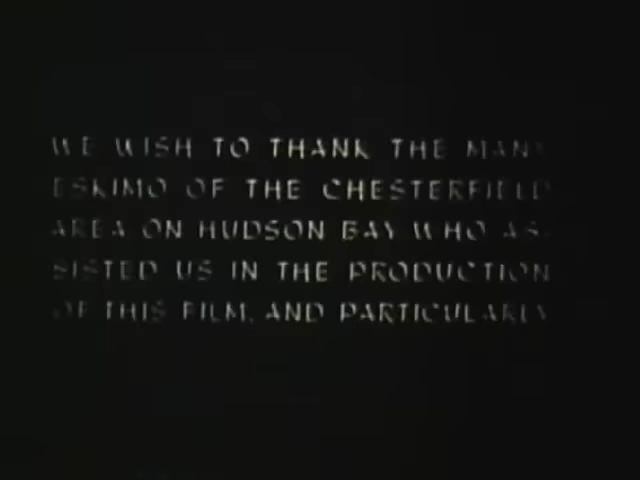 WE WISH TO THANK THE MANY
ESKIMO OF THE CHESTERFIELD
AREA ON HUDSON BAY WHO AS-
SISTED US IN THE PRODUCTION
OF THIS FILM, AND PARTICULARLY